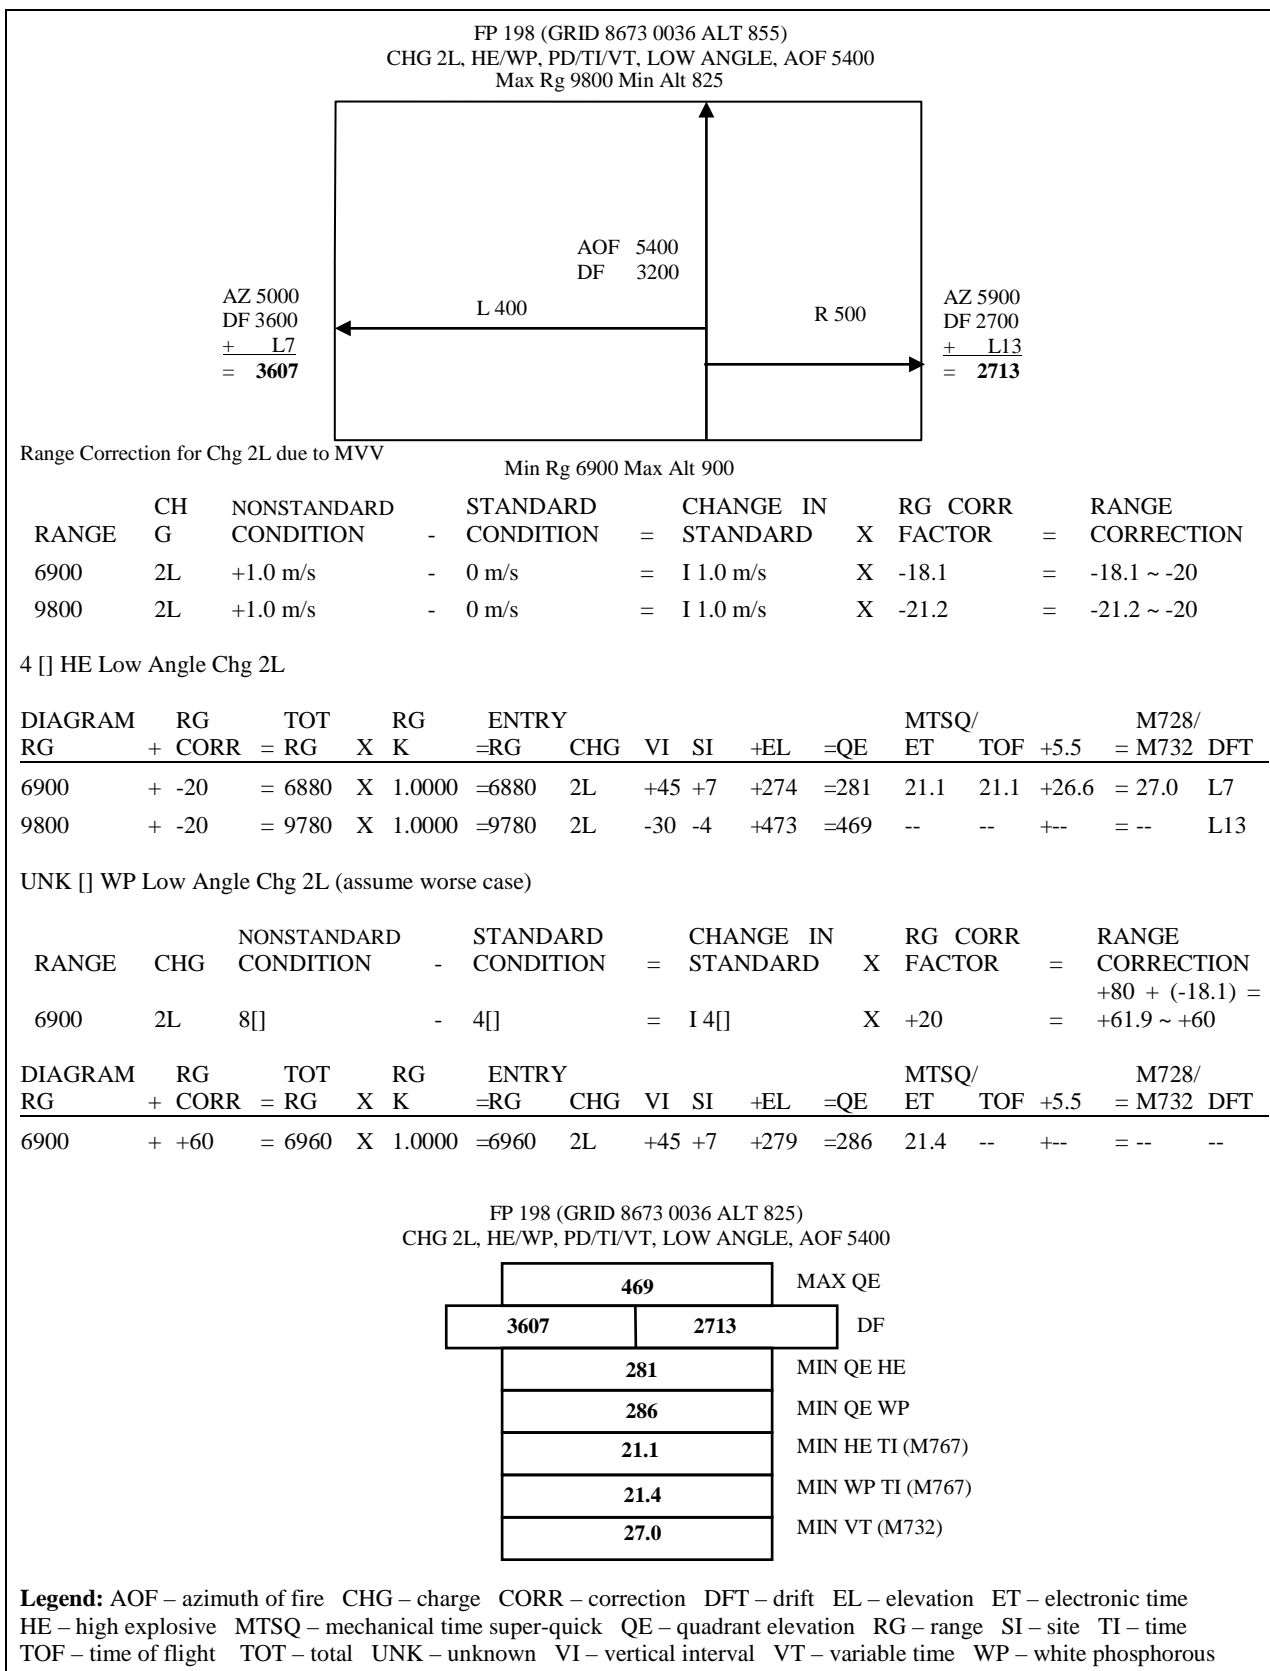 FP 198 (GRID 8673 0036 ALT 855)
CHG 2L, HE/WP, PD/TI/VT, LOW ANGLE, AOF 5400
Max Rg 9800 Min Alt 825
AOF 5400
DF 3200
AZ 5000
DF 3600
+ L7
= 3607
L 400
R 500
AZ 5900
DF 2700
+ L13
= 2713
Range Correction for Chg 2L due to MVV
Min Rg 6900 Max Alt 900
CH NONSTANDARD STANDARD CHANGE IN RG CORR RANGE
RANGE G CONDITION - CONDITION = STANDARD X FACTOR = CORRECTION
6900 2L +1.0 m/s - 0 m/s = I 1.0 m/s X -18.1 = -18.1 ~ -20
9800 2L +1.0 m/s - 0 m/s = I 1.0 m/s X -21.2 = -21.2 ~ -20
4 [] HE Low Angle Chg 2L
DIAGRAM RG TOT RG ENTRY MTSQ/ M728/
RG + CORR = RG X K =RG CHG VI SI +EL =QE ET TOF +5.5 = M732 DFT
6900 + -20 = 6880 X 1.0000 =6880 2L +45 +7 +274 =281 21.1 21.1 +26.6 = 27.0 L7
9800 + -20 = 9780 X 1.0000 =9780 2L -30 -4 +473 =469 -- -- +-- = -- L13
UNK [] WP Low Angle Chg 2L (assume worse case)
NONSTANDARD STANDARD CHANGE IN RG CORR RANGE
RANGE CHG CONDITION - CONDITION = STANDARD X FACTOR = CORRECTION
+80 + (-18.1) =
6900 2L 8[] - 4[] = I 4[] X +20 = +61.9 ~ +60
DIAGRAM RG TOT RG ENTRY MTSQ/ M728/
RG + CORR = RG X K =RG CHG VI SI +EL =QE ET TOF +5.5 = M732 DFT
6900 + +60 = 6960 X 1.0000 =6960 2L +45 +7 +279 =286 21.4 -- +-- = -- --
FP 198 (GRID 8673 0036 ALT 825)
CHG 2L, HE/WP, PD/TI/VT, LOW ANGLE, AOF 5400
469 MAX QE
3607 2713 DF
281 MIN QE HE
286 MIN QE WP
21.1 MIN HE TI (M767)
21.4 MIN WP TI (M767)
27.0 MIN VT (M732)
Legend: AOF – azimuth of fire CHG – charge CORR – correction DFT – drift EL – elevation ET – electronic time
HE – high explosive MTSQ – mechanical time super-quick QE – quadrant elevation RG – range SI – site TI – time
TOF – time of flight TOT – total UNK – unknown VI – vertical interval VT – variable time WP – white phosphorous